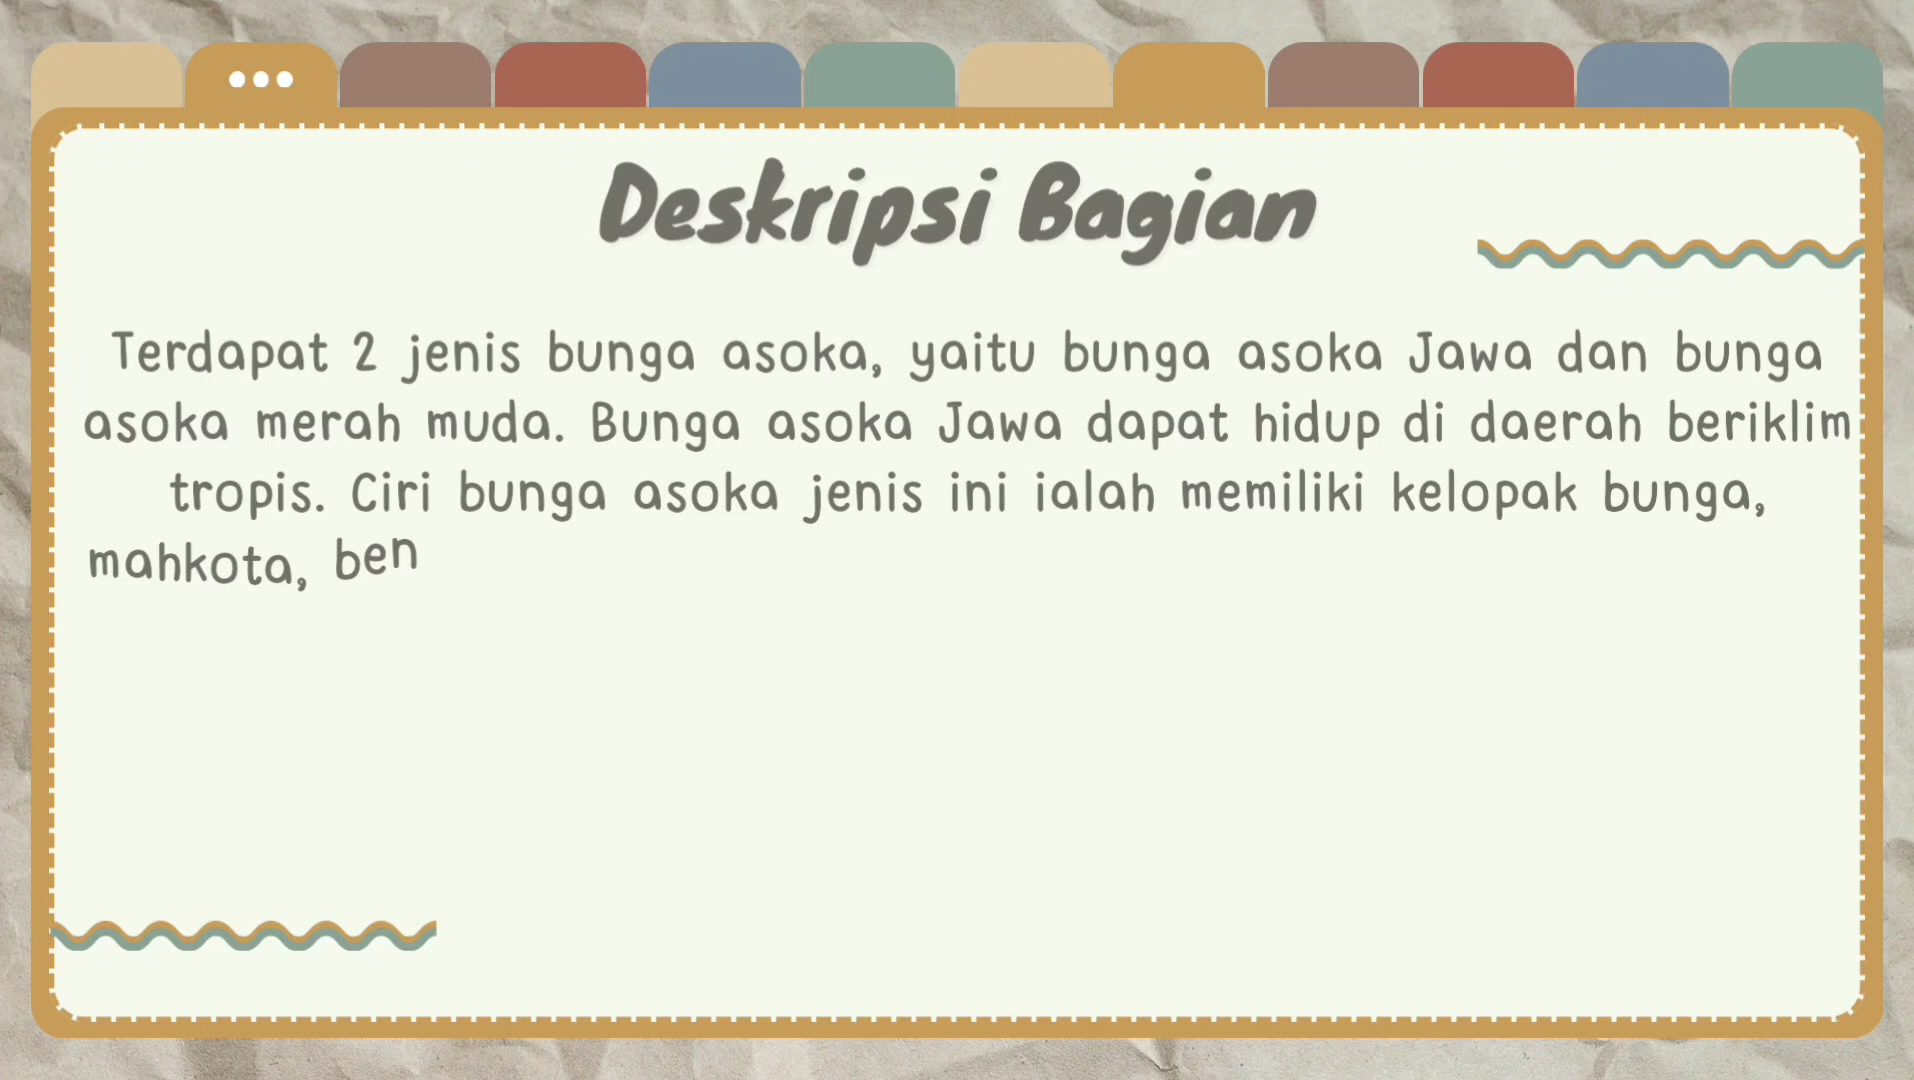 Deskripsi Bagian
Terdapat 2 jenis bunga asoka, yaitu bunga asoka Jawa dan bunga
asoka merah muda. Bunga asoka Jawa dapat hidup di daerah beriklim
tropis. Ciri bunga asoka jenis ini ialah memiliki kelopak bunga,
mahkota, ben